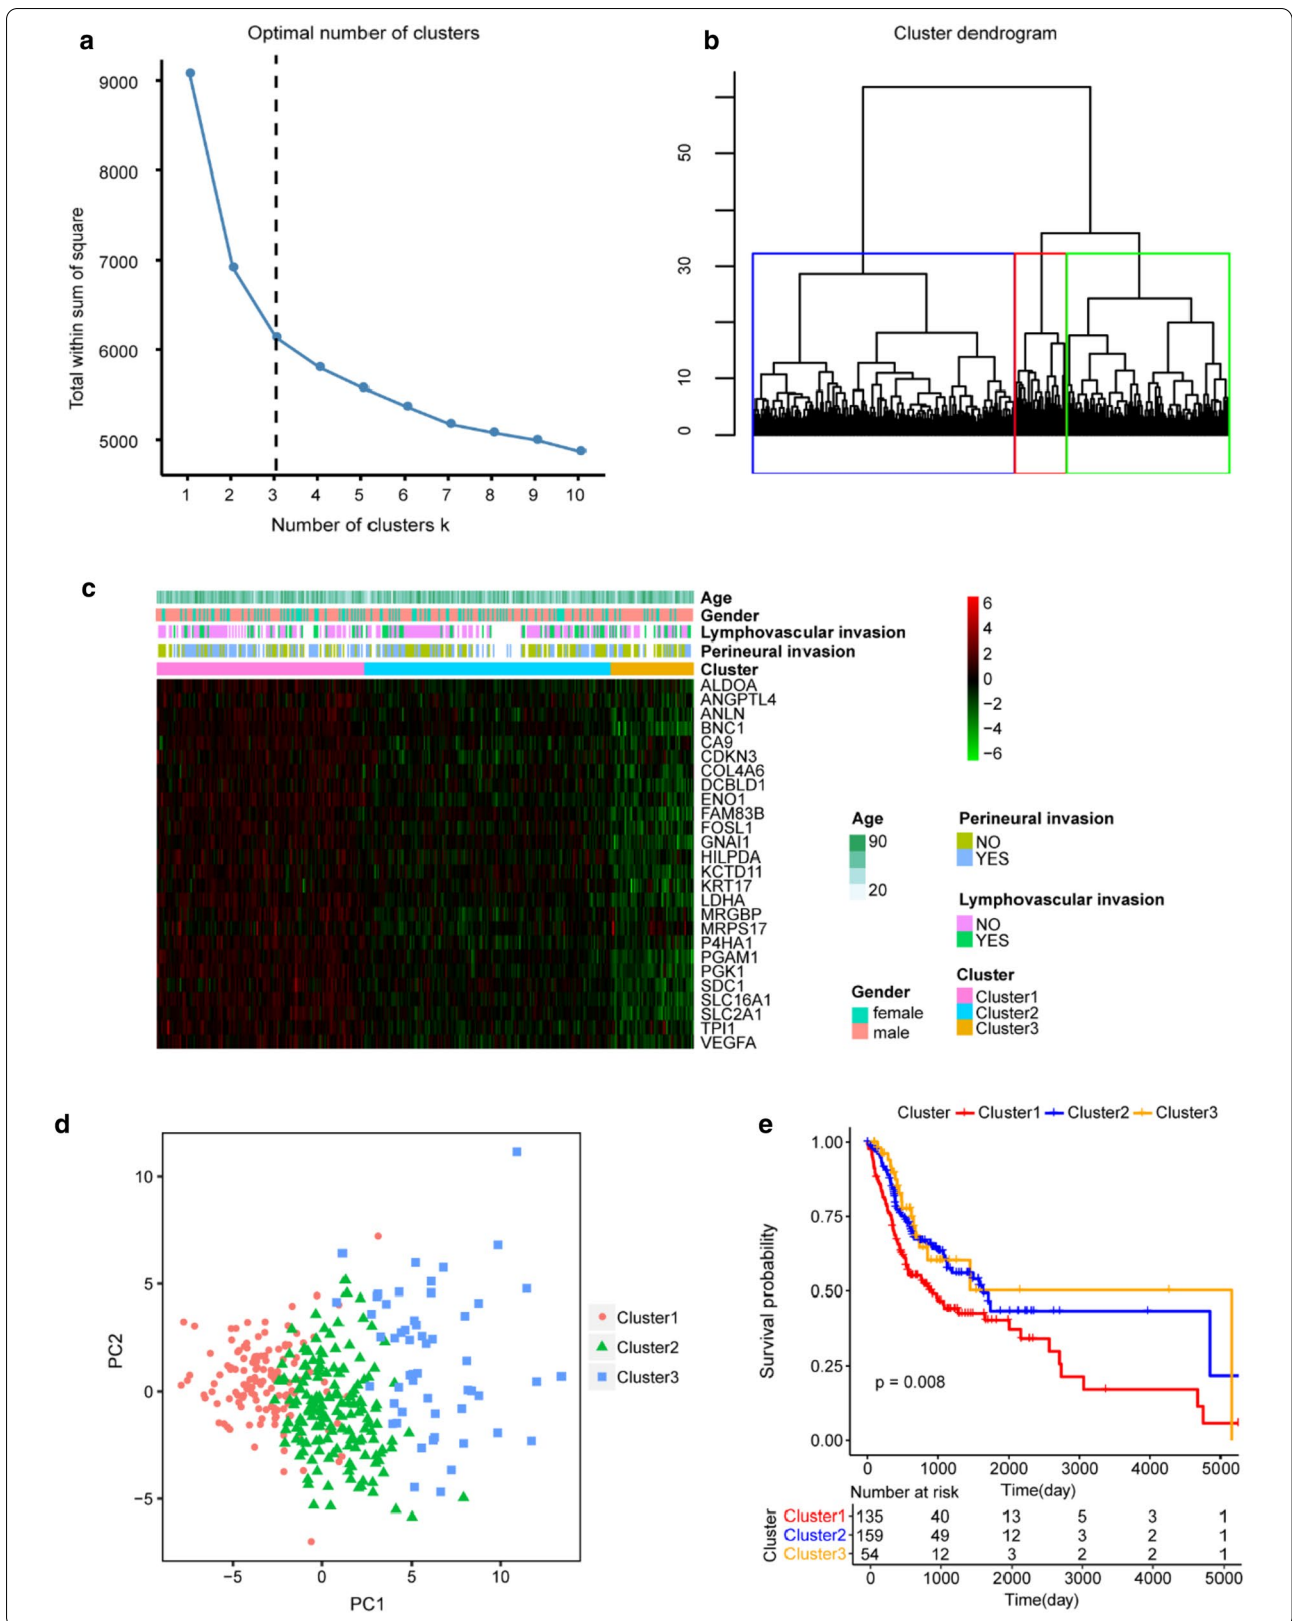 a
Optimal number of clusters
9000
8000
7000
6000
5000
Total within sum of square
1 2 3 4 5 6 7 8 9 10
Number of clusters k
b
Cluster dendrogram
50
30
10
0
c
Age
Gender
Lymphovascular invasion
Perineural invasion
Cluster
ALDOA
ANGPTL4
ANLN
BNC1
CA9
CDKN3
COL4A6
DCBLD1
ENO1
FAM83B
FOSL1
GNAI1
HILPDA
KCTD11
KRT17
LDHA
MRGBP
MRPS17
P4HA1
PGAM1
PGK1
SDC1
SLC16A1
SLC2A1
TPI1
VEGFA
6
4
2
0
−2
−4
−6
Age
90
20
Gender
female
male
Perineural invasion
NO
YES
Lymphovascular invasion
NO
YES
Cluster
Cluster1
Cluster2
Cluster3
d
10
5
0
−5
PC2
−5 0 5 10
PC1
Cluster1
Cluster2
Cluster3
e
Cluster Cluster1 Cluster2 Cluster3
1.00
0.75
0.50
0.25
0.00
Survival probability
p = 0.008
0 1000 2000 3000 4000 5000
Number at risk Time(day)
Cluster
Cluster1 135 40 13 5 3 1
Cluster2 159 49 12 3 2 1
Cluster3 54 12 3 2 2 1
0 1000 2000 3000 4000 5000
Time(day)